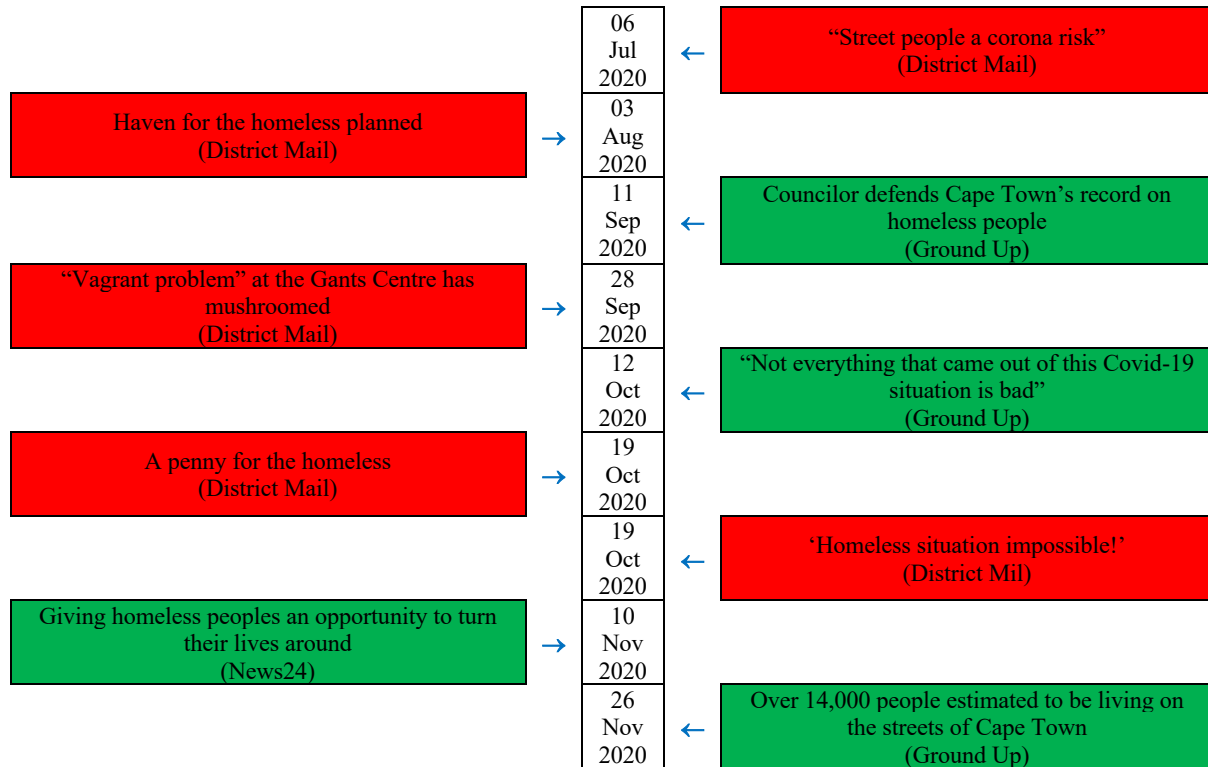 06
Jul
2020
←
“Street people a corona risk”
(District Mail)
Haven for the homeless planned
(District Mail)
→
03
Aug
2020
11
Sep
2020
←
Councilor defends Cape Town’s record on
homeless people
(Ground Up)
“Vagrant problem” at the Gants Centre has
mushroomed
(District Mail)
→
28
Sep
2020
12
Oct
2020
←
“Not everything that came out of this Covid-19
situation is bad”
(Ground Up)
A penny for the homeless
(District Mail)
→
19
Oct
2020
19
Oct
2020
←
‘Homeless situation impossible!’
(District Mil)
Giving homeless peoples an opportunity to turn
their lives around
(News24)
→
10
Nov
2020
26
Nov
2020
←
Over 14,000 people estimated to be living on
the streets of Cape Town
(Ground Up)